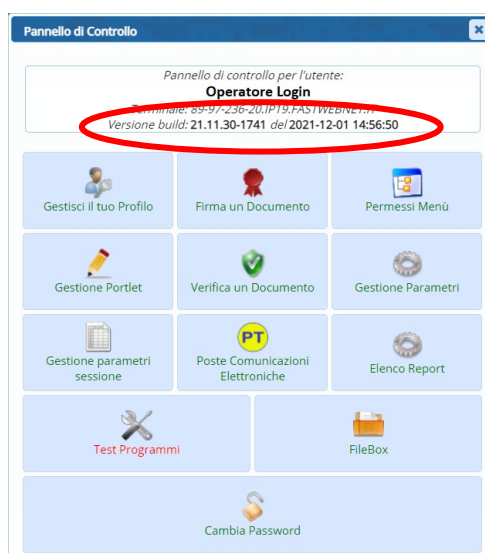 Pannello di Controllo
Pannello di controllo per l'utente:
Operatore Login
Terminale: 89-97-236-20.IP19.FASTWEBNET.IT
Versione build: 21.11.30-1741 del 2021-12-01 14:56:50
Gestisci il tuo Profilo
Firma un Documento
Permessi Menù
Gestione Portlet
Verifica un Documento
Gestione Parametri
Gestione parametri
sessione
PT
Poste Comunicazioni
Elettroniche
Elenco Report
Test Programmi
FileBox
Cambia Password